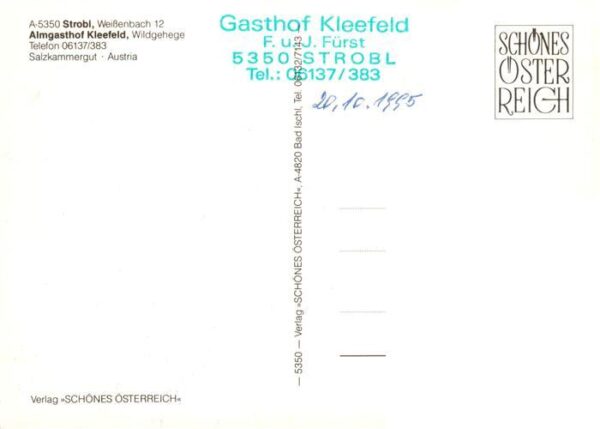 A-5350 Strobl, Weißenbach 12
Almgasthof Kleefeld, Wildgehege
Telefon 06137/383
Salzkammergut · Austria
Gasthof Kleefeld
F. u. J. Fürst
5350 STROBL
Tel.: 06137/383
20.10.1995
SCHÖNES
ÖSTER
REICH
— 5350 — Verlag »SCHÖNES ÖSTERREICH«, A-4820 Bad Ischl, Tel. 06132/7143 —
Verlag »SCHÖNES ÖSTERREICH«